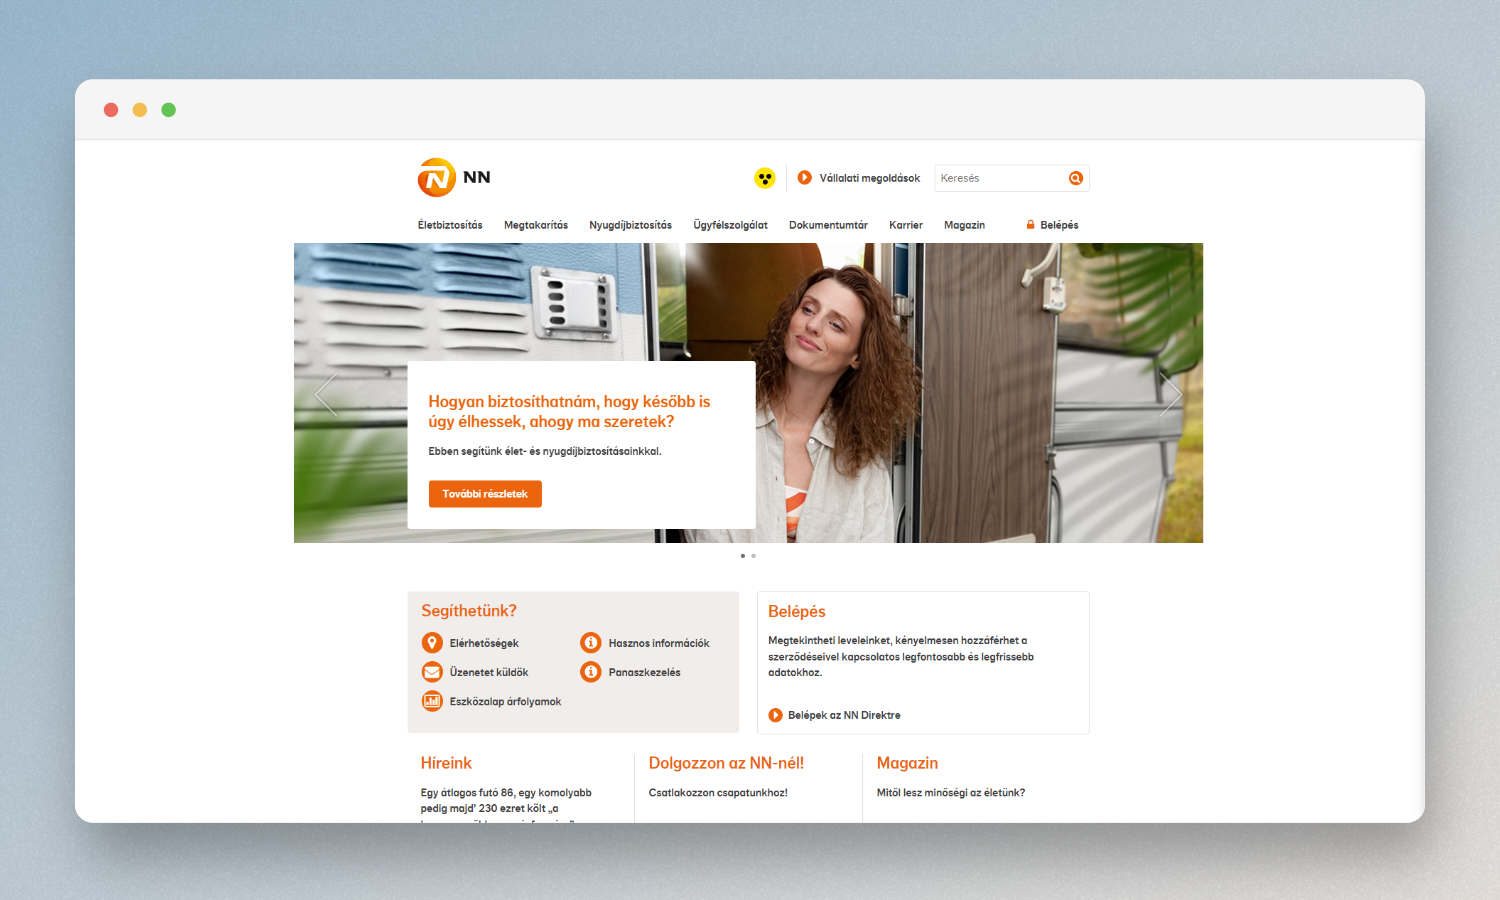 NN
Vállalati megoldások
Keresés
Életbiztosítás
Megtakarítás
Nyugdíjbiztosítás
Ügyfélszolgálat
Dokumentumtár
Karrier
Magazin
Belépés
Hogyan biztosíthatnám, hogy később is
úgy élhessek, ahogy ma szeretek?
Ebben segítünk élet- és nyugdíjbiztosításainkkal.
További részletek
Segíthetünk?
Elérhetőségek
Hasznos információk
Üzenetet küldök
Panaszkezelés
Eszközalap árfolyamok
Belépés
Megtekintheti leveleinket, kényelmesen hozzáférhet a
szerződéseivel kapcsolatos legfontosabb és legfrissebb
adatokhoz.
Belépek az NN Direktre
Híreink
Egy átlagos futó 86, egy komolyabb
pedig majd' 230 ezret költ „a
Dolgozzon az NN-nél!
Csatlakozzon csapatunkhoz!
Magazin
Mitől lesz minőségi az életünk?